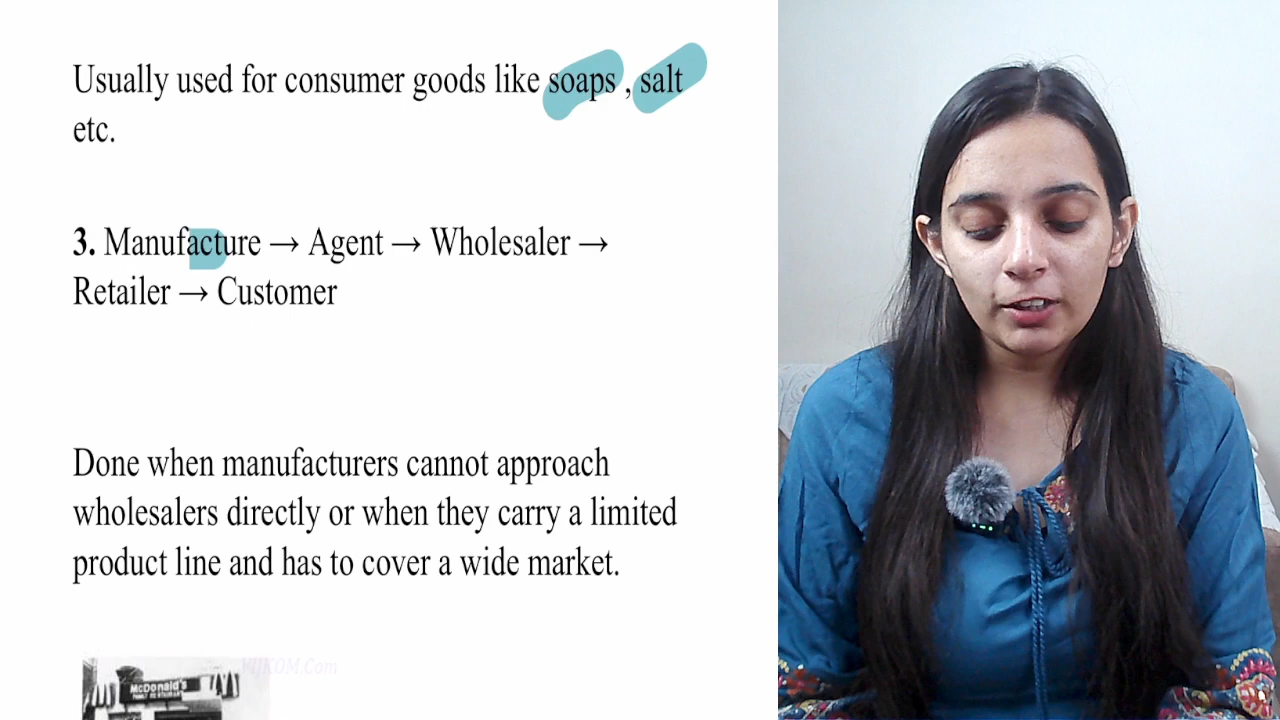 Usually used for consumer goods like soaps , salt
etc.
3. Manufacture → Agent → Wholesaler →
Retailer → Customer
Done when manufacturers cannot approach
wholesalers directly or when they carry a limited
product line and has to cover a wide market.
McDonald's